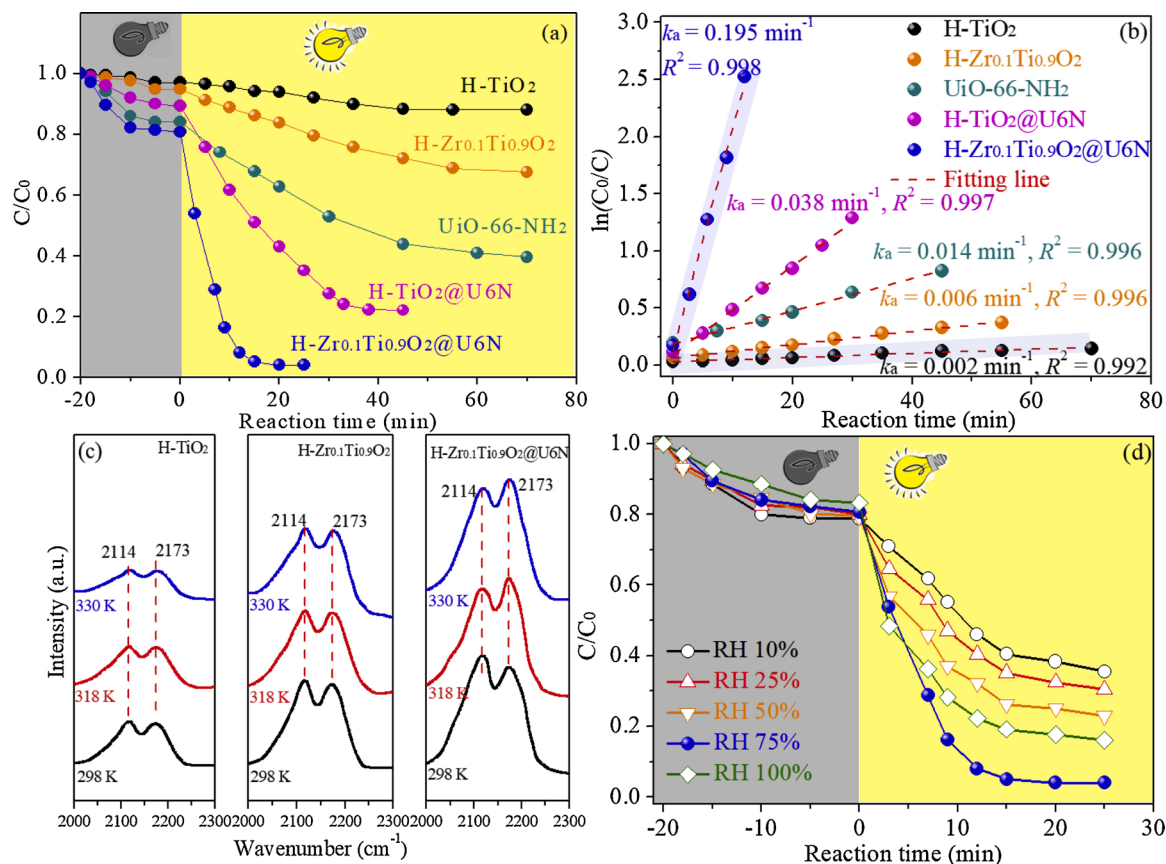 (a)
H-TiO2
H-Zr0.1Ti0.9O2
UiO-66-NH2
H-TiO2@U6N
H-Zr0.1Ti0.9O2@U6N
C/C0
1.0
0.8
0.6
0.4
0.2
0.0
-20 0 20 40 60 80
Reaction time (min)
(b)
ka = 0.195 min-1
R2 = 0.998
H-TiO2
H-Zr0.1Ti0.9O2
UiO-66-NH2
H-TiO2@U6N
H-Zr0.1Ti0.9O2@U6N
Fitting line
ka = 0.038 min-1, R2 = 0.997
ka = 0.014 min-1, R2 = 0.996
ka = 0.006 min-1, R2 = 0.996
ka = 0.002 min-1, R2 = 0.992
ln(C0/C)
3.0
2.5
2.0
1.5
1.0
0.5
0.0
0 20 40 60 80
Reaction time (min)
(c)
H-TiO2
2114 2173
330 K
318 K
298 K
2000 2100 2200 2300
H-Zr0.1Ti0.9O2
2114 2173
330 K
318 K
298 K
2000 2100 2200 2300
H-Zr0.1Ti0.9O2@U6N
2114 2173
330 K
318 K
298 K
2000 2100 2200 2300
Intensity (a.u.)
Wavenumber (cm-1)
(d)
RH 10%
RH 25%
RH 50%
RH 75%
RH 100%
C/C0
1.0
0.8
0.6
0.4
0.2
0.0
-20 -10 0 10 20 30
Reaction time (min)